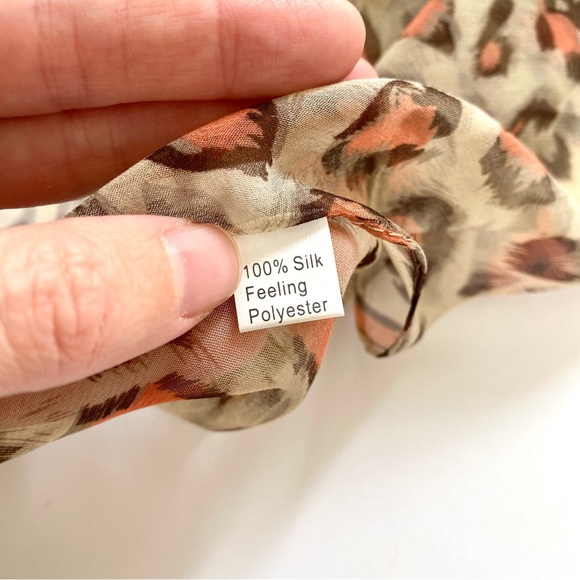 100% Silk
Feeling
Polyester